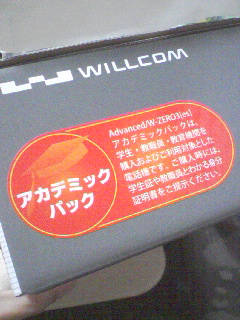 WILLCOM
アカデミック
パック
Advanced/W-ZERO3[es]
アカデミックパックは、
学生・教職員・教育機関を
購入およびご利用対象とした
電話機です。ご購入時には、
学生証や教職員とわかる身分
証明書をご提示ください。